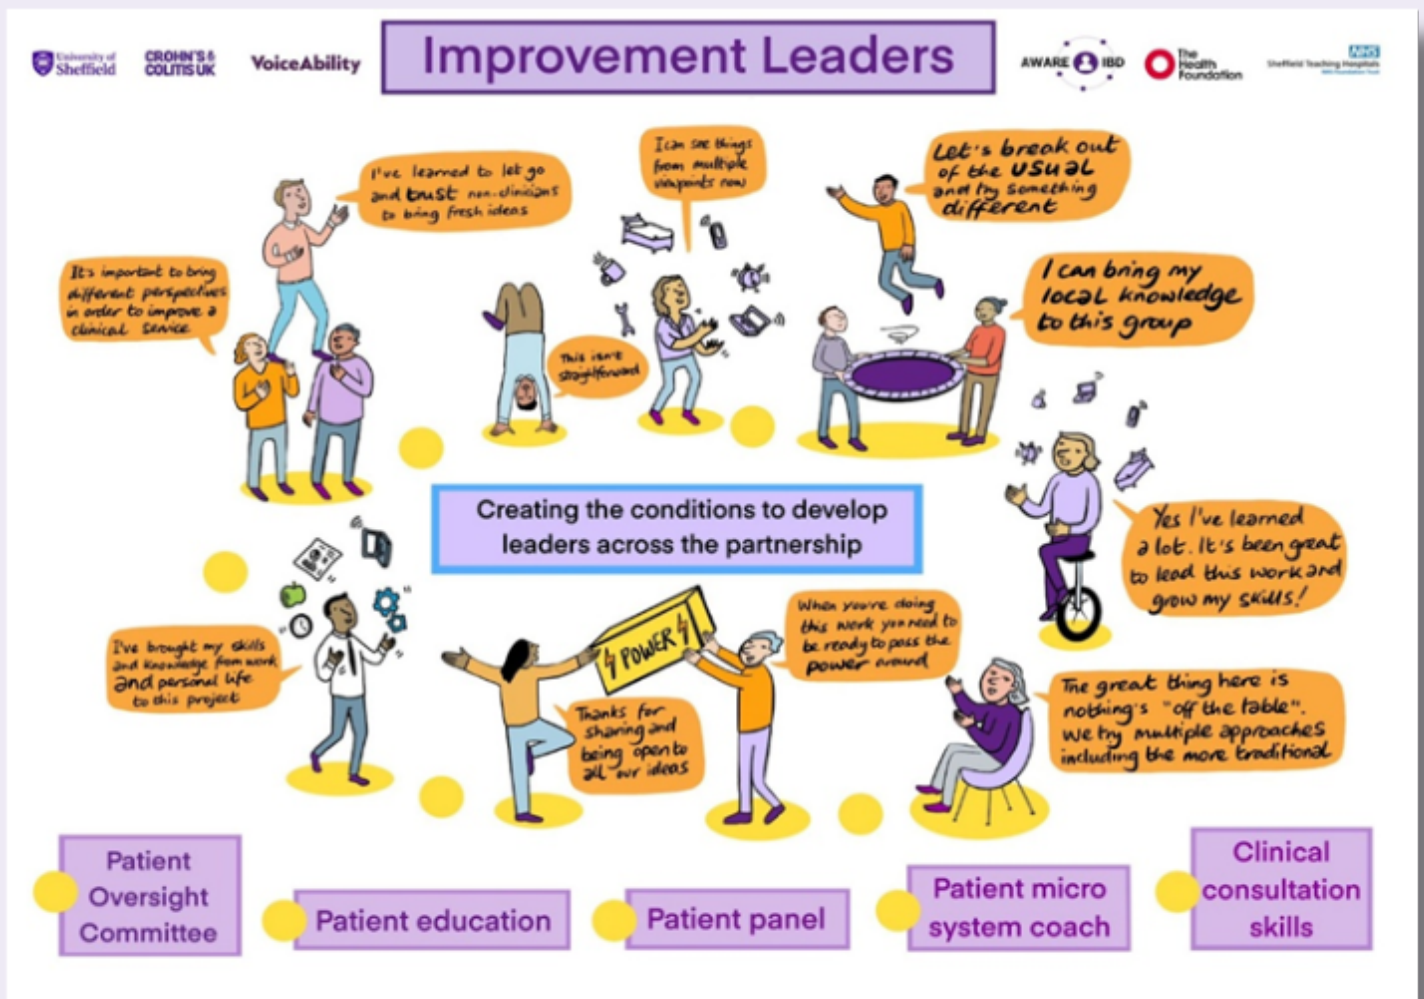 University of
Sheffield
CROHN'S &
COLITIS UK
VoiceAbility
Improvement Leaders
AWARE IBD
The
Health
Foundation
NHS
Sheffield Teaching Hospitals
NHS Foundation Trust
I've learned to let go
and trust non-clinicians
to bring fresh ideas
I can see things
from multiple
viewpoints now
Let's break out
of the usual
and try something
different
It's important to bring
different perspectives
in order to improve a
clinical service
This isn't
straightforward
I can bring my
local knowledge
to this group
Creating the conditions to develop
leaders across the partnership
Yes I've learned
a lot. It's been great
to lead this work and
grow my skills!
I've brought my skills
and knowledge from work
and personal life
to this project
POWER
When you're doing
this work you need to
be ready to pass the
power around
Thanks for
sharing and
being open to
all our ideas
The great thing here is
nothing's "off the table".
We try multiple approaches
including the more traditional
Patient
Oversight
Committee
Patient education
Patient panel
Patient micro
system coach
Clinical
consultation
skills